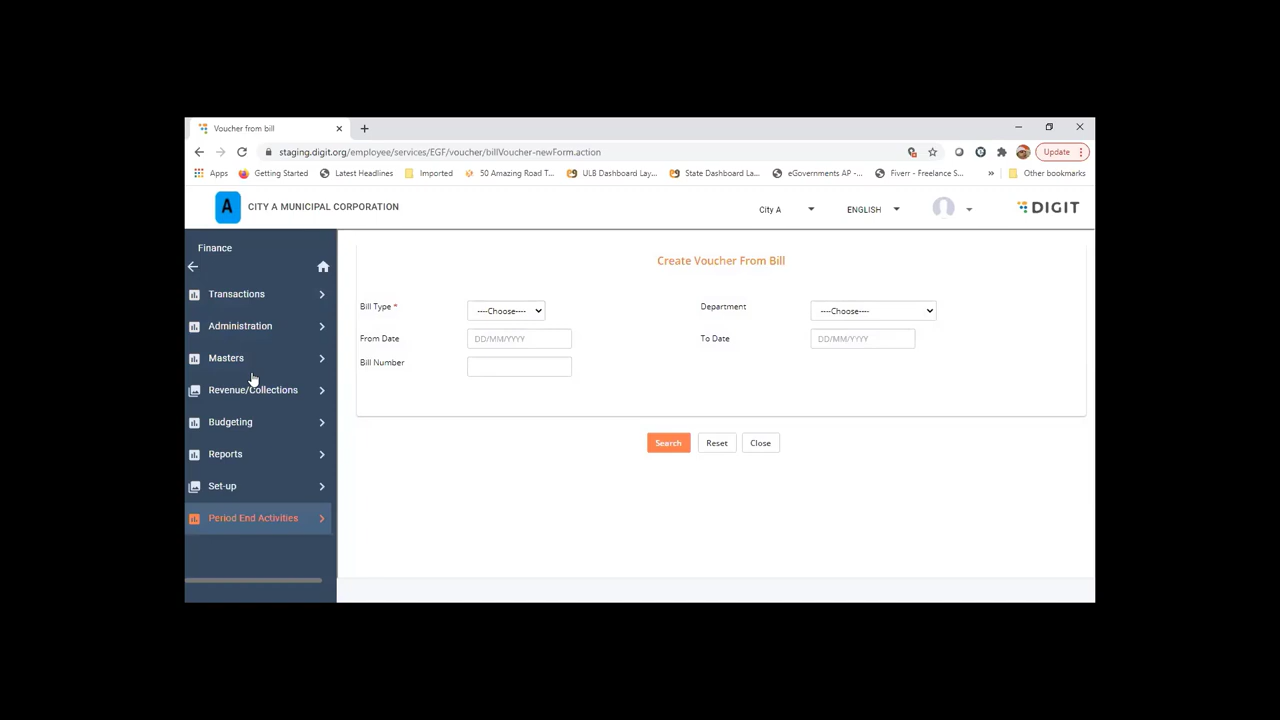 Voucher from bill
staging.digit.org/employee/services/EGF/voucher/billVoucher-newForm.action
Update
Apps Getting Started Latest Headlines Imported 50 Amazing Road T... ULB Dashboard Lay... State Dashboard La... eGovernments AP -... Fiverr - Freelance S... » Other bookmarks
A CITY A MUNICIPAL CORPORATION City A ENGLISH DIGIT
Finance
Transactions
Administration
Masters
Revenue/Collections
Budgeting
Reports
Set-up
Period End Activities
Create Voucher From Bill
Bill Type * ----Choose---- Department ----Choose----
From Date DD/MM/YYYY To Date DD/MM/YYYY
Bill Number
Search Reset Close